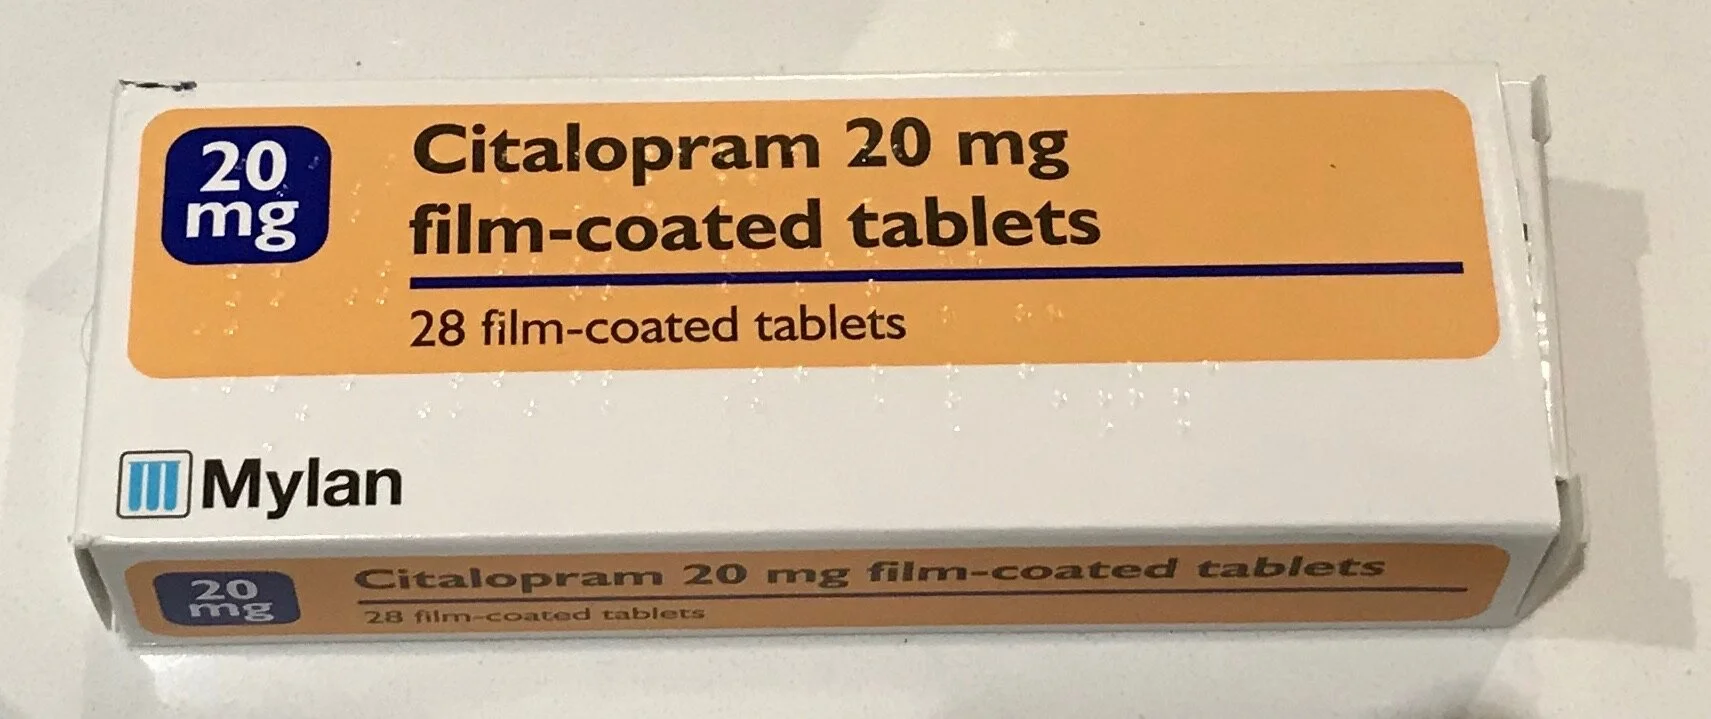 20
mg
Citalopram 20 mg
film-coated tablets
28 film-coated tablets
Mylan
20
mg
Citalopram 20 mg film-coated tablets
28 film-coated tablets